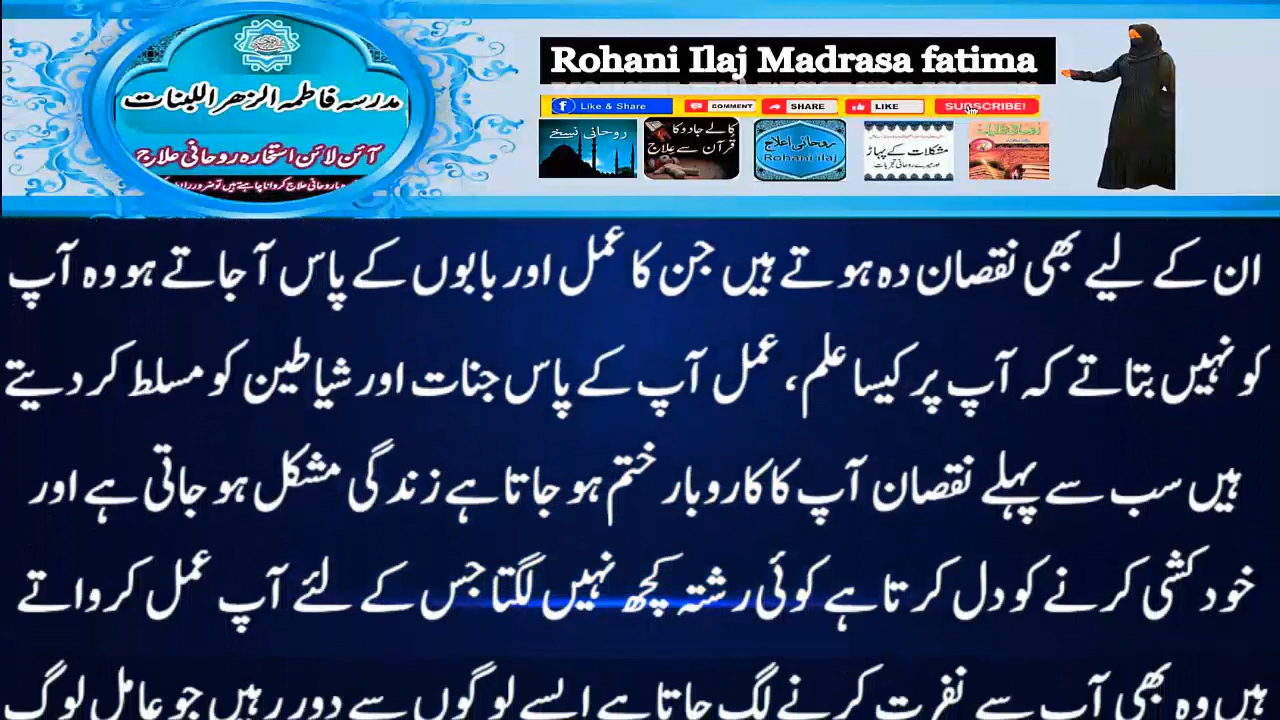 مدرسہ فاطمہ الزھرا للبنات
آئن لائن استخارہ روحانی علاج
Rohani Ilaj Madrasa fatima
Like & Share
COMMENT
SHARE
LIKE
SUBSCRIBE!
روحانی نسخ
کالے جادو کا
قرآن سے علاج
روحانی علاج
Rohani ilaj
مشکلات کے پہاڑ
ان کے لیے بھی نقصان دہ ہوتے ہیں جن کا عمل اور بابوں کے پاس آ جاتے ہو وہ آپ
کو نہیں بتاتے کہ آپ پر کیسا علم، عمل آپ کے پاس جنات اور شیاطین کو مسلط کر دیتے
ہیں سب سے پہلے نقصان آپ کا کاروبار ختم ہو جاتا ہے زندگی مشکل ہو جاتی ہے اور
خودکشی کرنے کو دل کرتا ہے کوئی رشتہ کچھ نہیں لگتا جس کے لئے آپ عمل کرواتے
ہیں وہ بھی آپ سے نفرت کرنے لگ جاتا ہے ایسے لوگوں سے دور رہیں جو عامل لوگ